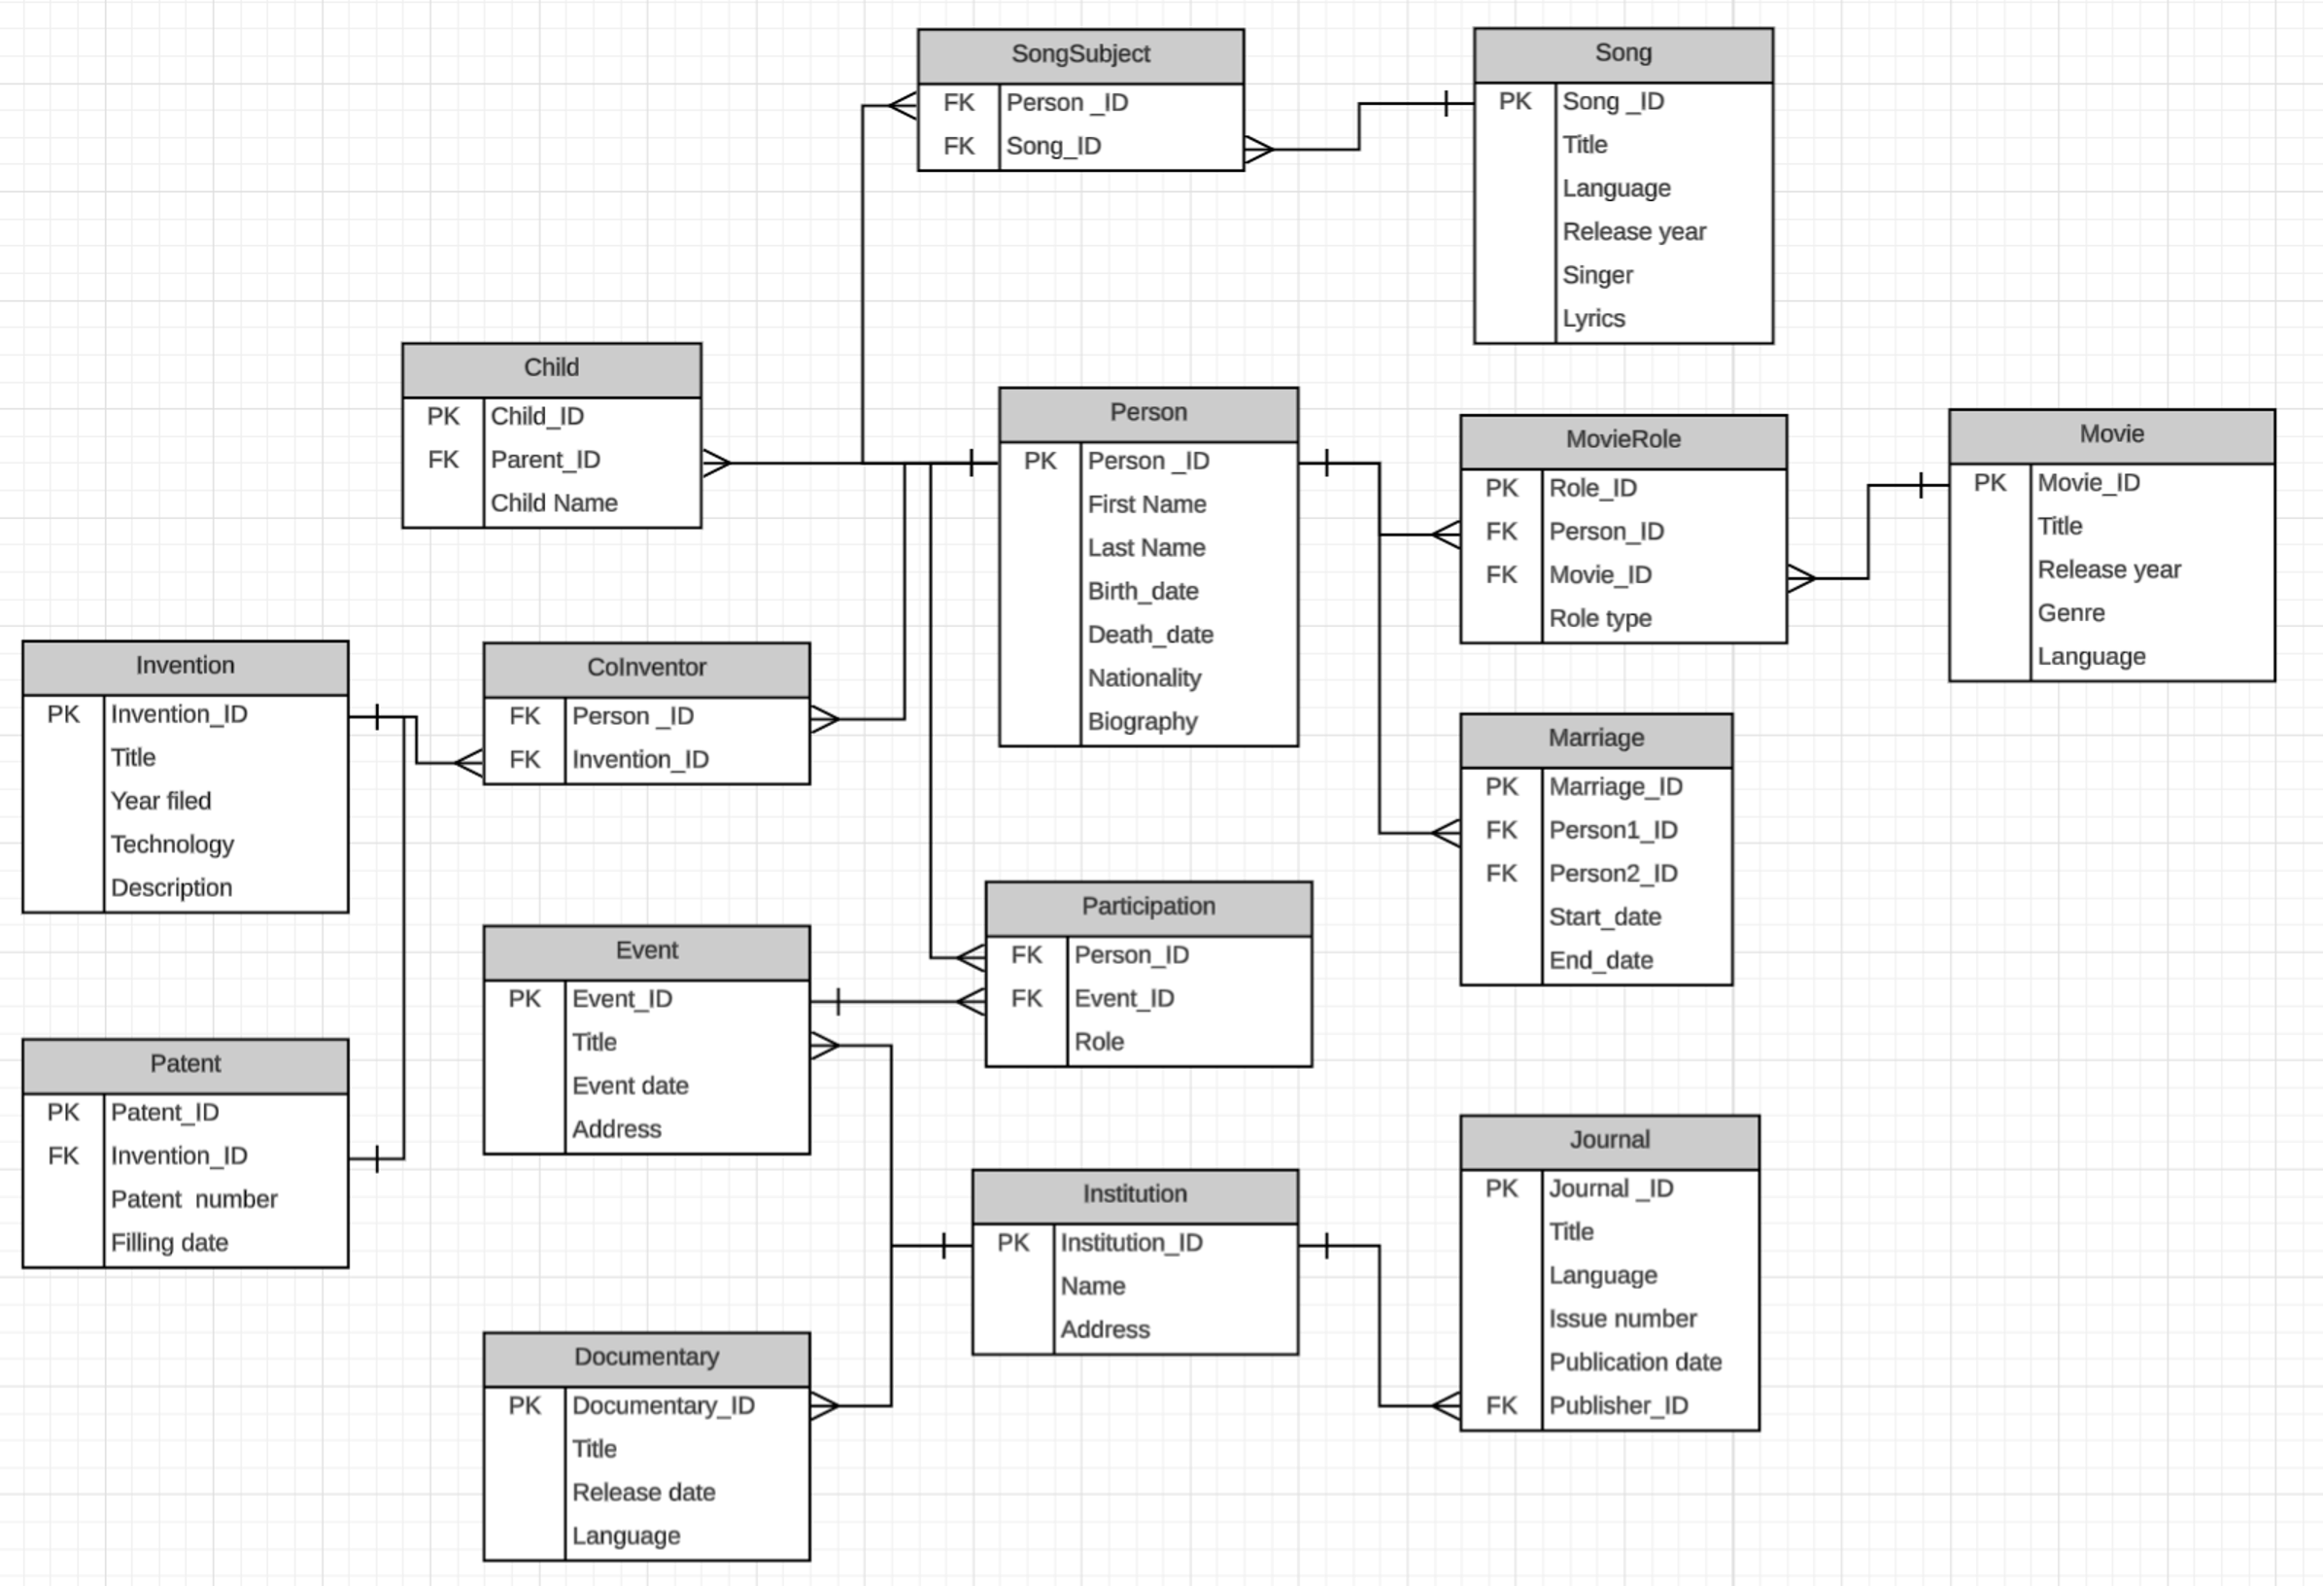 SongSubject
FK Person _ID
FK Song_ID
Song
PK Song _ID
Title
Language
Release year
Singer
Lyrics
Child
PK Child_ID
FK Parent_ID
Child Name
Person
PK Person _ID
First Name
Last Name
Birth_date
Death_date
Nationality
Biography
MovieRole
PK Role_ID
FK Person_ID
FK Movie_ID
Role type
Movie
PK Movie_ID
Title
Release year
Genre
Language
Invention
PK Invention_ID
Title
Year filed
Technology
Description
CoInventor
FK Person _ID
FK Invention_ID
Marriage
PK Marriage_ID
FK Person1_ID
FK Person2_ID
Start_date
End_date
Participation
FK Person_ID
FK Event_ID
Role
Event
PK Event_ID
Title
Event date
Address
Patent
PK Patent_ID
FK Invention_ID
Patent  number
Filling date
Institution
PK Institution_ID
Name
Address
Journal
PK Journal _ID
Title
Language
Issue number
Publication date
FK Publisher_ID
Documentary
PK Documentary_ID
Title
Release date
Language